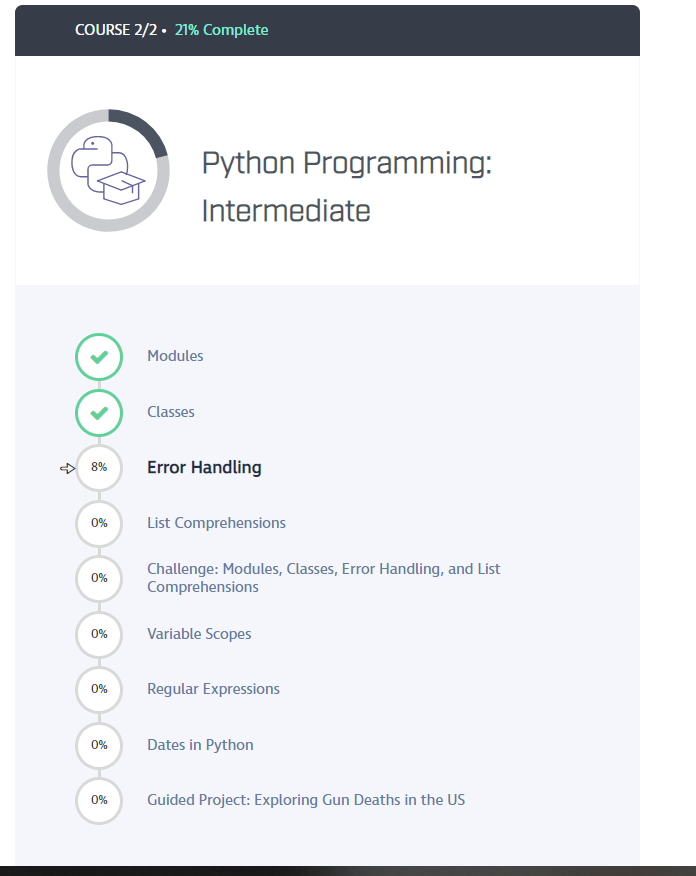 COURSE 2/2 • 21% Complete
Python Programming:
Intermediate
Modules
Classes
8% Error Handling
0% List Comprehensions
0% Challenge: Modules, Classes, Error Handling, and List
Comprehensions
0% Variable Scopes
0% Regular Expressions
0% Dates in Python
0% Guided Project: Exploring Gun Deaths in the US